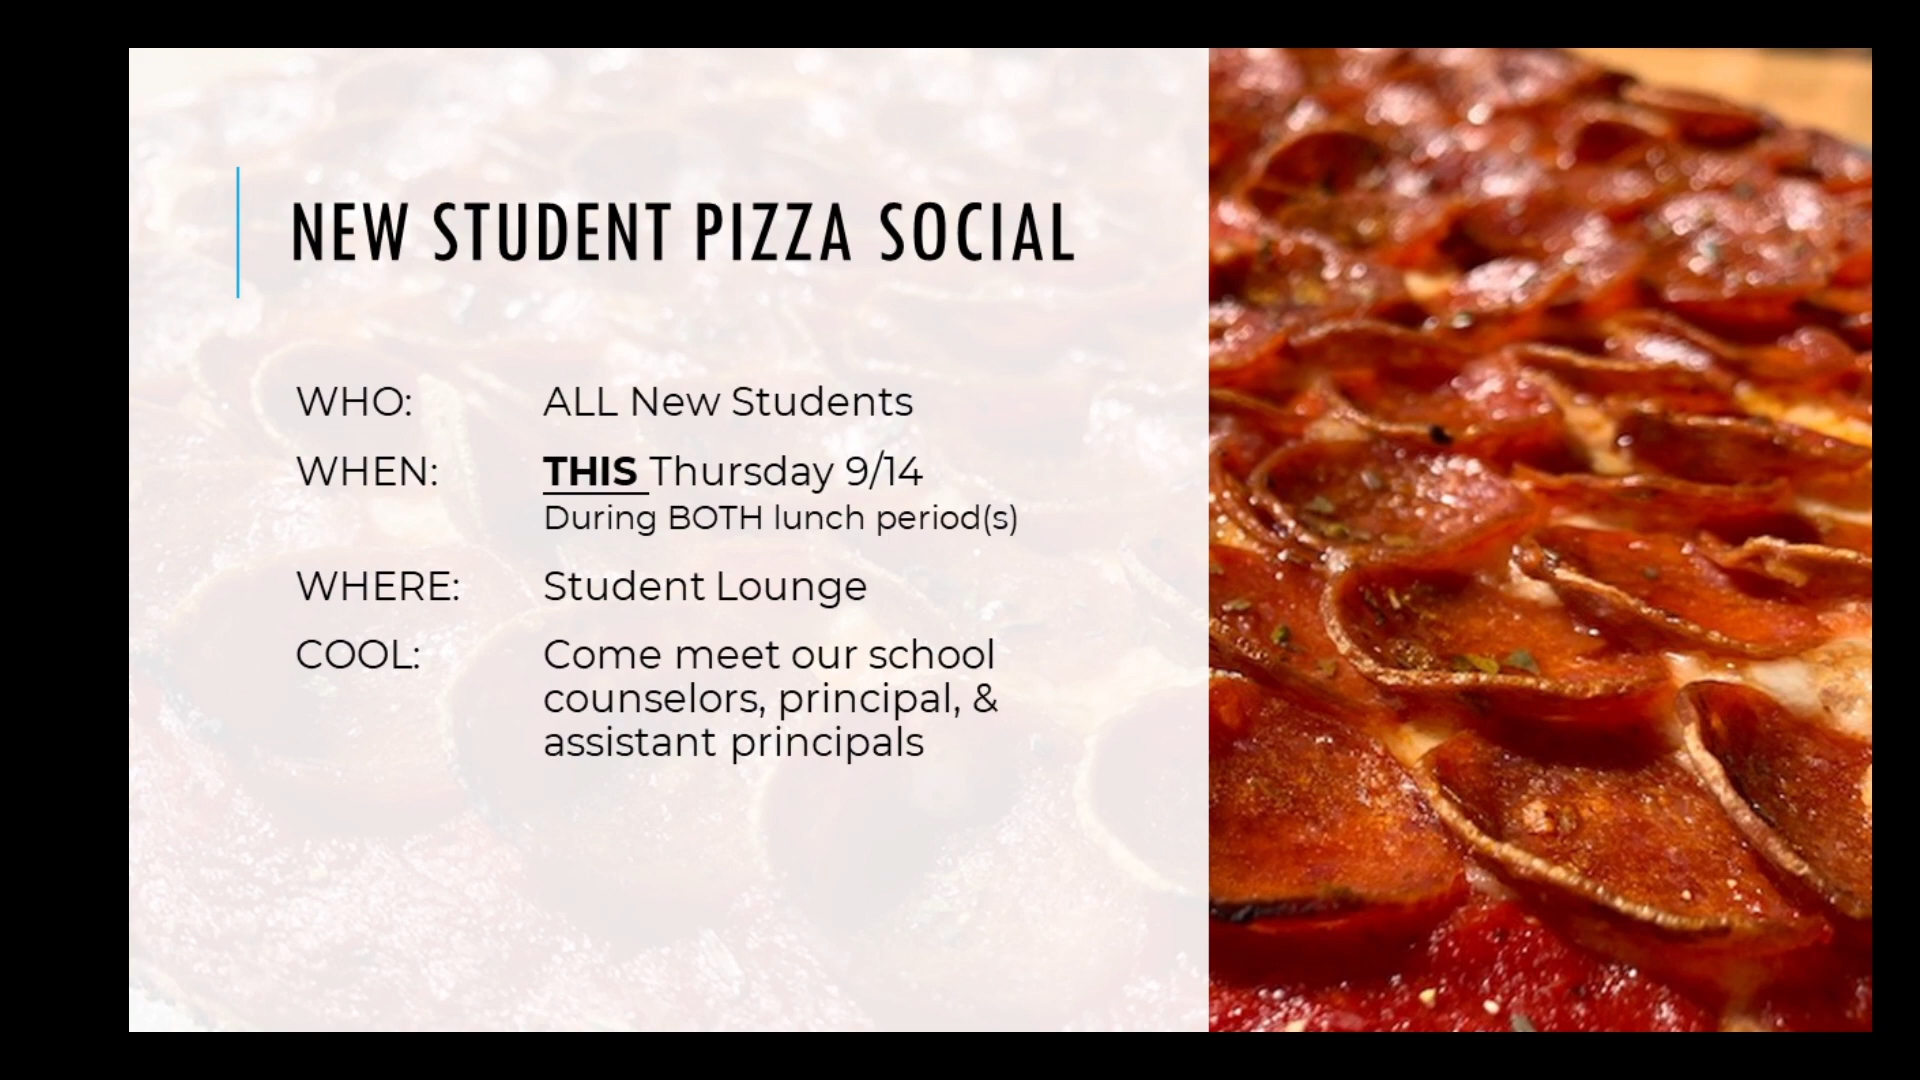 NEW STUDENT PIZZA SOCIAL
WHO: ALL New Students
WHEN: THIS Thursday 9/14
During BOTH lunch period(s)
WHERE: Student Lounge
COOL: Come meet our school
counselors, principal, &
assistant principals